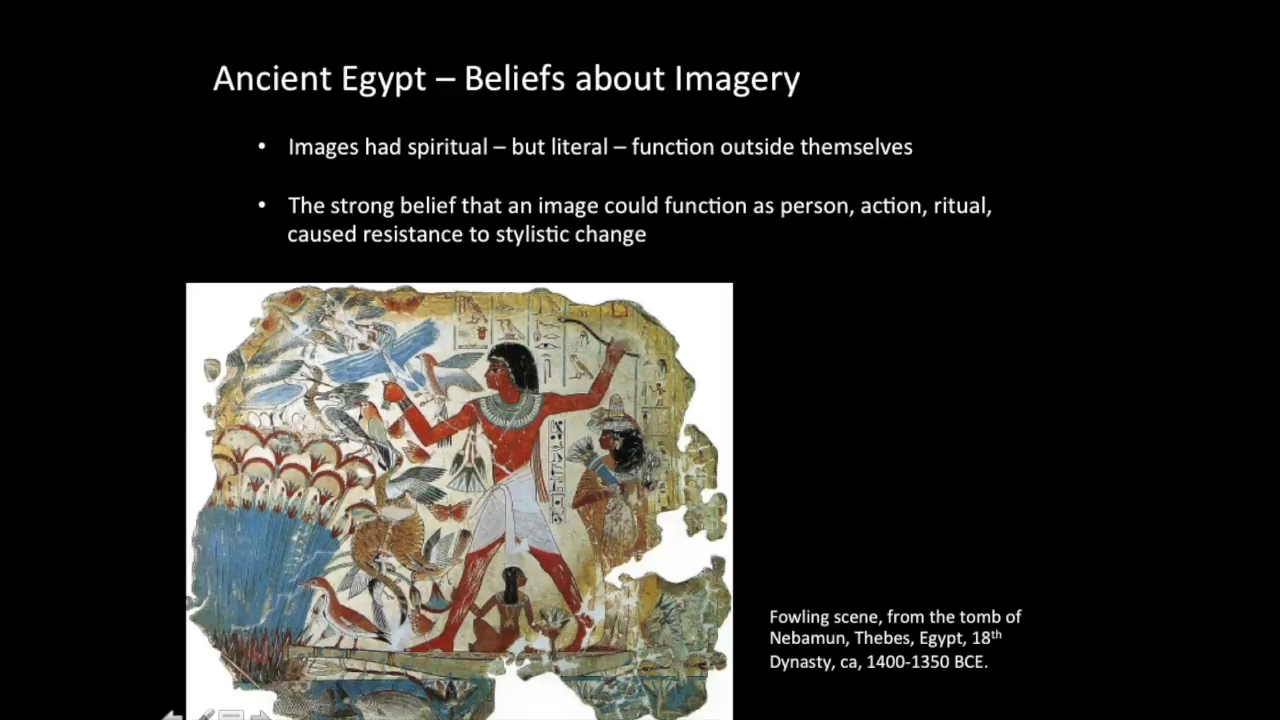 Ancient Egypt – Beliefs about Imagery
• Images had spiritual – but literal – function outside themselves
• The strong belief that an image could function as person, action, ritual,
caused resistance to stylistic change
Fowling scene, from the tomb of
Nebamun, Thebes, Egypt, 18th
Dynasty, ca, 1400-1350 BCE.